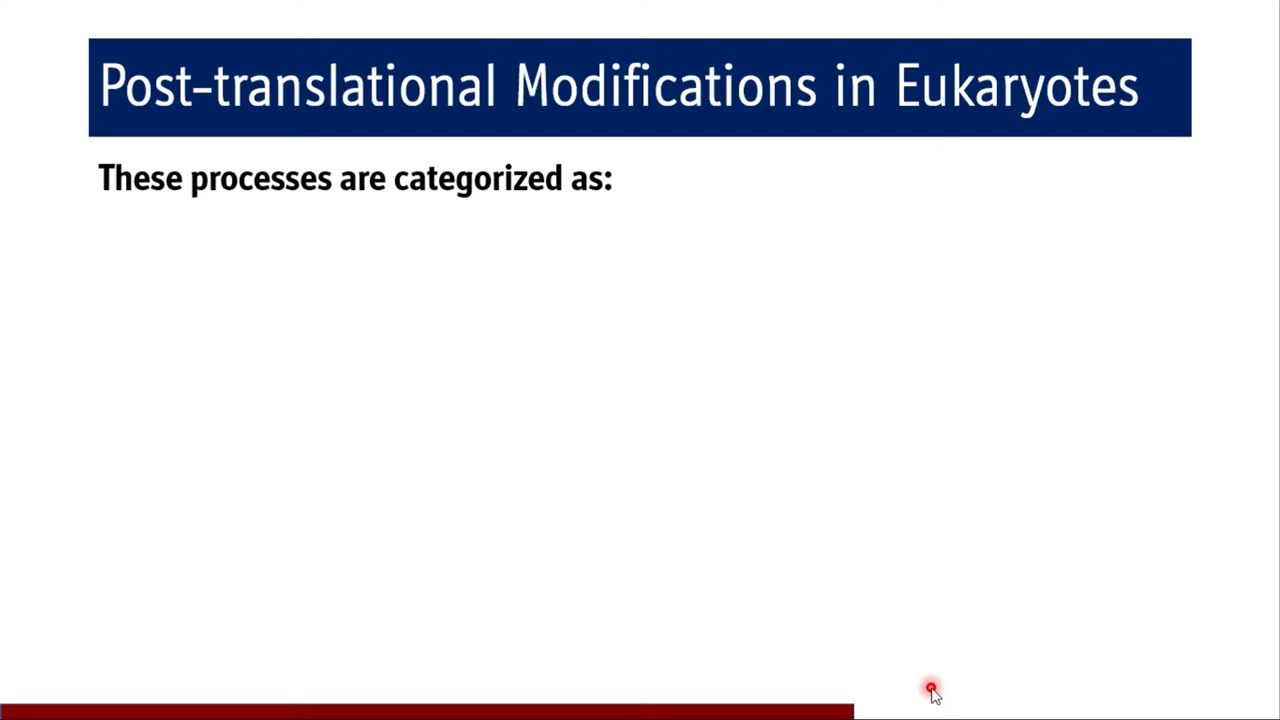 Post-translational Modifications in Eukaryotes
These processes are categorized as: